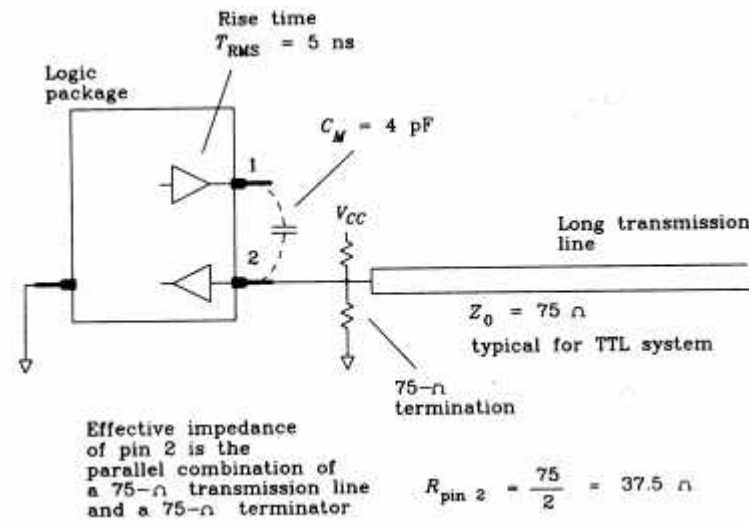 Rise time
T_RMS = 5 ns
Logic
package
C_M = 4 pF
1
V_CC
Long transmission
line
2
Z_0 = 75 Ω
typical for TTL system
75-Ω
termination
Effective impedance
of pin 2 is the
parallel combination of
a 75-Ω transmission line
and a 75-Ω terminator
R_pin 2 = 75/2 = 37.5 Ω